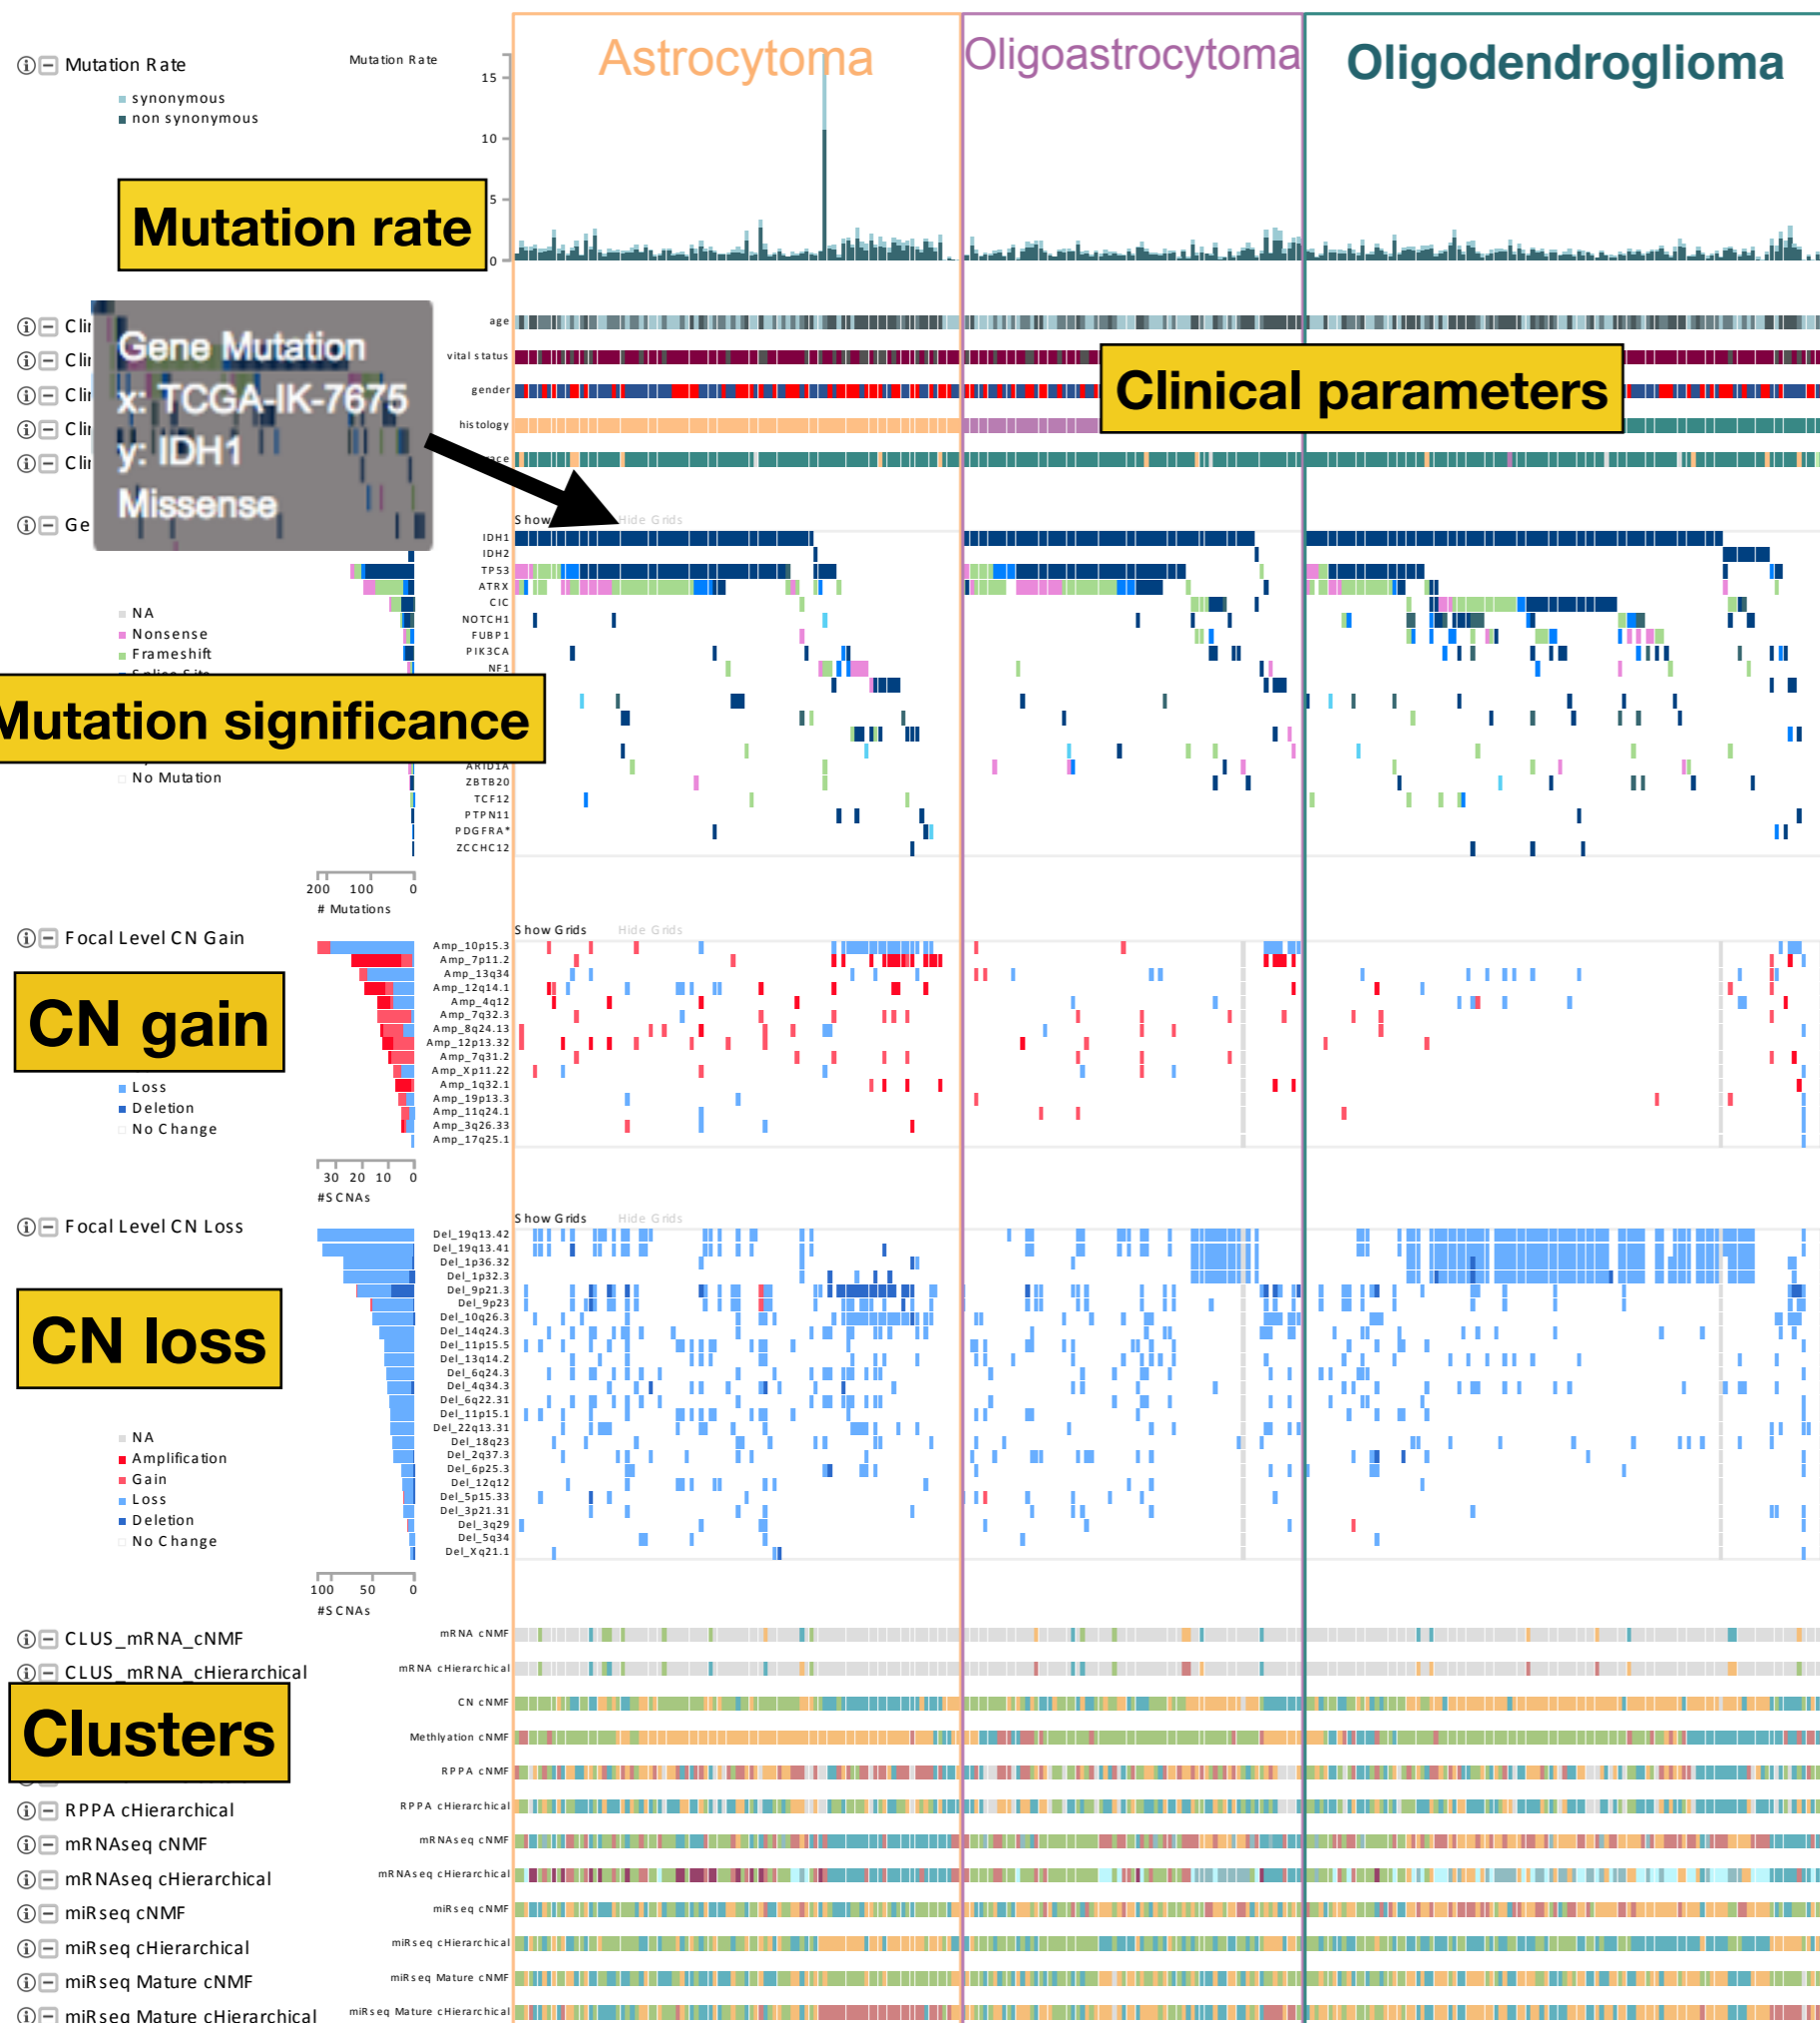 Astrocytoma
Oligoastrocytoma
Oligodendroglioma
Mutation Rate
Mutation Rate
synonymous
non synonymous
15
10
5
0
Mutation rate
Gene Mutation
x: TCGA-IK-7675
y: IDH1
Missense
Clin
Clin
Clin
Clin
Clin
age
vital status
gender
histology
Clinical parameters
Ge
Show
Hide Grids
IDH1
IDH2
TP53
ATRX
CIC
NOTCH1
FUBP1
PIK3CA
NF1
NA
Nonsense
Frameshift
Mutation significance
No Mutation
ARID1A
ZBTB20
TCF12
PTPN11
PDGFRA*
ZCCHC12
200 100 0
# Mutations
Focal Level CN Gain
Show Grids Hide Grids
Amp_10p15.3
Amp_7p11.2
Amp_13q34
Amp_12q14.1
Amp_4q12
Amp_7q32.3
Amp_8q24.13
Amp_12p13.32
Amp_7q31.2
Amp_Xp11.22
Amp_1q32.1
Amp_19p13.3
Amp_11q24.1
Amp_3q26.33
Amp_17q25.1
CN gain
Loss
Deletion
No Change
30 20 10 0
#SCNAs
Focal Level CN Loss
Show Grids Hide Grids
Del_19q13.42
Del_19q13.41
Del_1p36.32
Del_1p32.3
Del_9p21.3
Del_9p23
Del_10q26.3
Del_14q24.3
Del_11p15.5
Del_13q14.2
Del_6q24.3
Del_4q34.3
Del_6q22.31
Del_11p15.1
Del_22q13.31
Del_18q23
Del_2q37.3
Del_6p25.3
Del_12q12
Del_5p15.33
Del_3p21.31
Del_3q29
Del_5q34
Del_Xq21.1
CN loss
NA
Amplification
Gain
Loss
Deletion
No Change
100 50 0
#SCNAs
CLUS_mRNA_cNMF
mRNA cNMF
CLUS_mRNA_cHierarchical
mRNA cHierarchical
Clusters
CN cNMF
Methlyation cNMF
RPPA cNMF
RPPA cHierarchical
RPPA cHierarchical
mRNAseq cNMF
mRNAseq cNMF
mRNAseq cHierarchical
mRNAseq cHierarchical
miRseq cNMF
miRseq cNMF
miRseq cHierarchical
miRseq cHierarchical
miRseq Mature cNMF
miRseq Mature cNMF
miRseq Mature cHierarchical
miRseq Mature cHierarchical